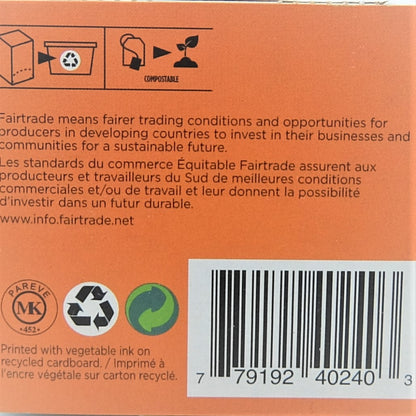 COMPOSTABLE
Fairtrade means fairer trading conditions and opportunities for
producers in developing countries to invest in their businesses and
communities for a sustainable future.
Les standards du commerce Équitable Fairtrade assurent aux
producteurs et travailleurs du Sud de meilleures conditions
commerciales et/ou de travail et leur donnent la possibilité
d'investir dans un futur durable.
www.info.fairtrade.net
PAREVE
MK
•452•
Printed with vegetable ink on
recycled cardboard. / Imprimé à
l'encre végétale sur carton recyclé.
7 79192 40240 3